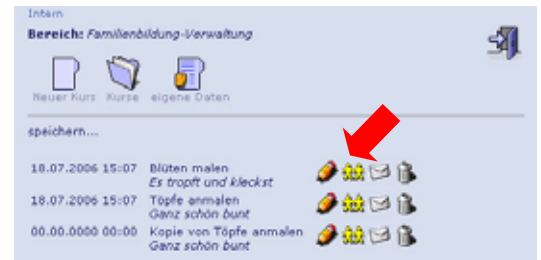 Intern
Bereich: Familienbildung-Verwaltung
Neuer Kurs Kurse eigene Daten
speichern...
18.07.2006 15:07 Blüten malen
Es tropft und kleckst
18.07.2006 15:07 Töpfe anmalen
Ganz schön bunt
00.00.0000 00:00 Kopie von Töpfe anmalen
Ganz schön bunt